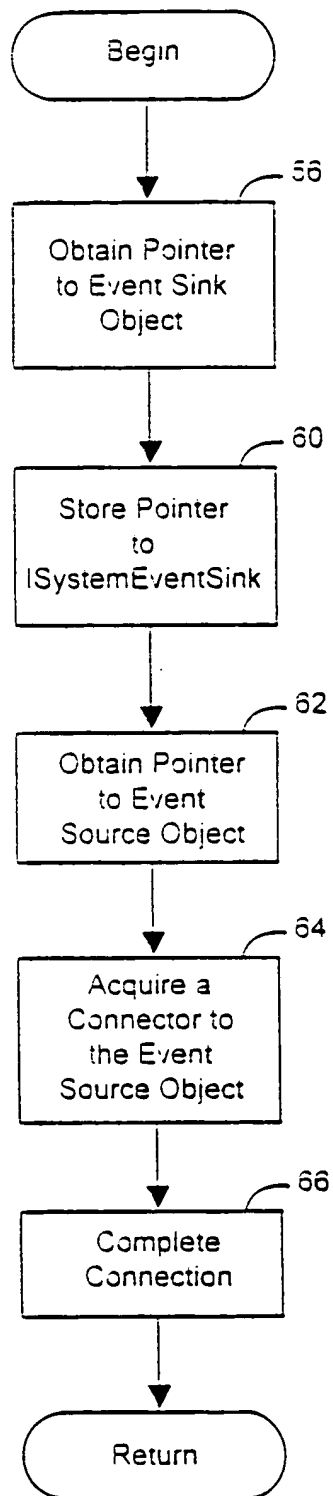 Begin
56
Obtain Pointer
to Event Sink
Object
60
Store Pointer
to
ISystemEventSink
62
Obtain Pointer
to Event
Source Object
64
Acquire a
Connector to
the Event
Source Object
66
Complete
Connection
Return